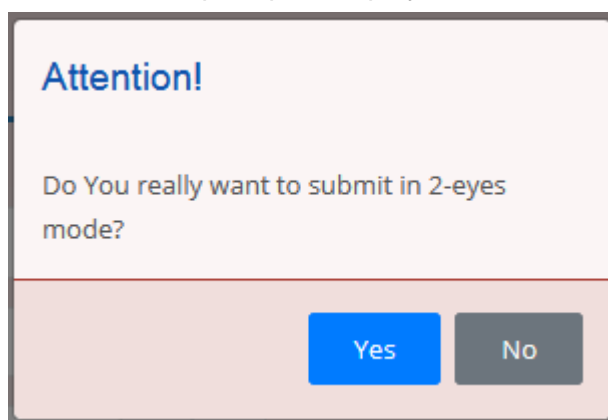 Attention!
Do You really want to submit in 2-eyes
mode?
Yes
No